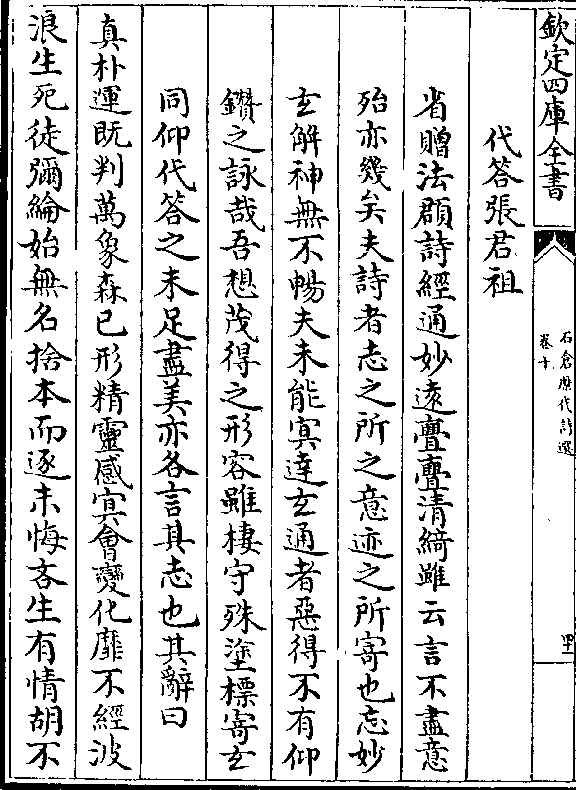 欽定四庫全書
石倉歷代詩選
卷十
四十
代答張君祖
省贈法頵詩經通妙遠亹亹清綺雖云言不盡意
殆亦幾矣夫詩者志之所之意迹之所寄也忘妙
玄解神無不暢夫未能冥達玄通者惡得不有仰
鑽之詠哉吾想茂得之形容雖棲守殊塗標寄玄
同仰代答之未足盡美亦各言其志也其辭曰
真朴運既判萬象森已形精靈感冥會變化靡不經波
浪生死徒彌綸始無名捨本而逐末悔吝生有情胡不